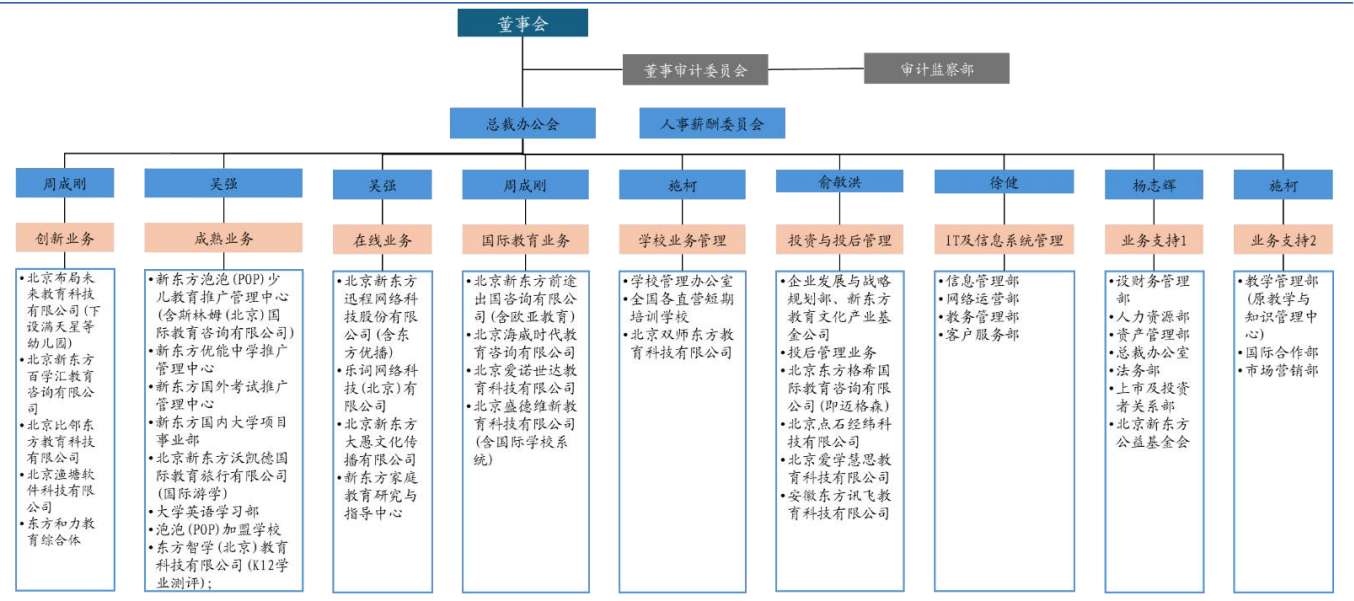 董事会
董事审计委员会
审计监察部
总裁办公会
人事薪酬委员会
周成刚
吴强
吴强
周成刚
施柯
俞敏洪
徐健
杨志辉
施柯
创新业务
成熟业务
在线业务
国际教育业务
学校业务管理
投资与投后管理
IT及信息系统管理
业务支持1
业务支持2
•北京布局未
来教育科技
有限公司(下
设满天星等
幼儿园)
•北京新东方
百学汇教育
咨询有限公
司
•北京比邻东
方教育科技
有限公司
•北京渔塘软
件科技有限
公司
•东方和力教
育综合体
•新东方泡泡(POP)少
儿教育推广管理中心
(含斯林姆(北京)国
际教育咨询有限公司)
•新东方优能中学推广
管理中心
•新东方国外考试推广
管理中心
•新东方国内大学项目
事业部
•北京新东方沃凯德国
际教育旅行有限公司
(国际游学)
•大学英语学习部
•泡泡(POP)加盟学校
•东方智学(北京)教育
科技有限公司(K12学
业测评);
•北京新东方
迅程网络科
技股份有限
公司(含东
方优播)
•乐词网络科
技(北京)有
限公司
•北京新东方
大愚文化传
播有限公司
•新东方家庭
教育研究与
指导中心
•北京新东方前途
出国咨询有限公
司(含欧亚教育)
•北京海威时代教
育咨询有限公司
•北京爱诺世达教
育科技有限公司
•北京盛德维新教
育科技有限公司
(含国际学校系
统)
•学校管理办公室
•全国各直营短期
培训学校
•北京双师东方教
育科技有限公司
•企业发展与战略
规划部、新东方
教育文化产业基
金公司
•投后管理业务
•北京东方格希国
际教育咨询有限
公司(即迈格森)
•北京点石经纬科
技有限公司
•北京爱学慧思教
育科技有限公司
•安徽东方讯飞教
育科技有限公司
•信息管理部
•网络运营部
•教务管理部
•客户服务部
•设财务管理
部
•人力资源部
•资产管理部
•总裁办公室
•法务部
•上市及投资
者关系部
•北京新东方
公益基金会
•教学管理部
(原教学与
知识管理中
心)
•国际合作部
•市场营销部